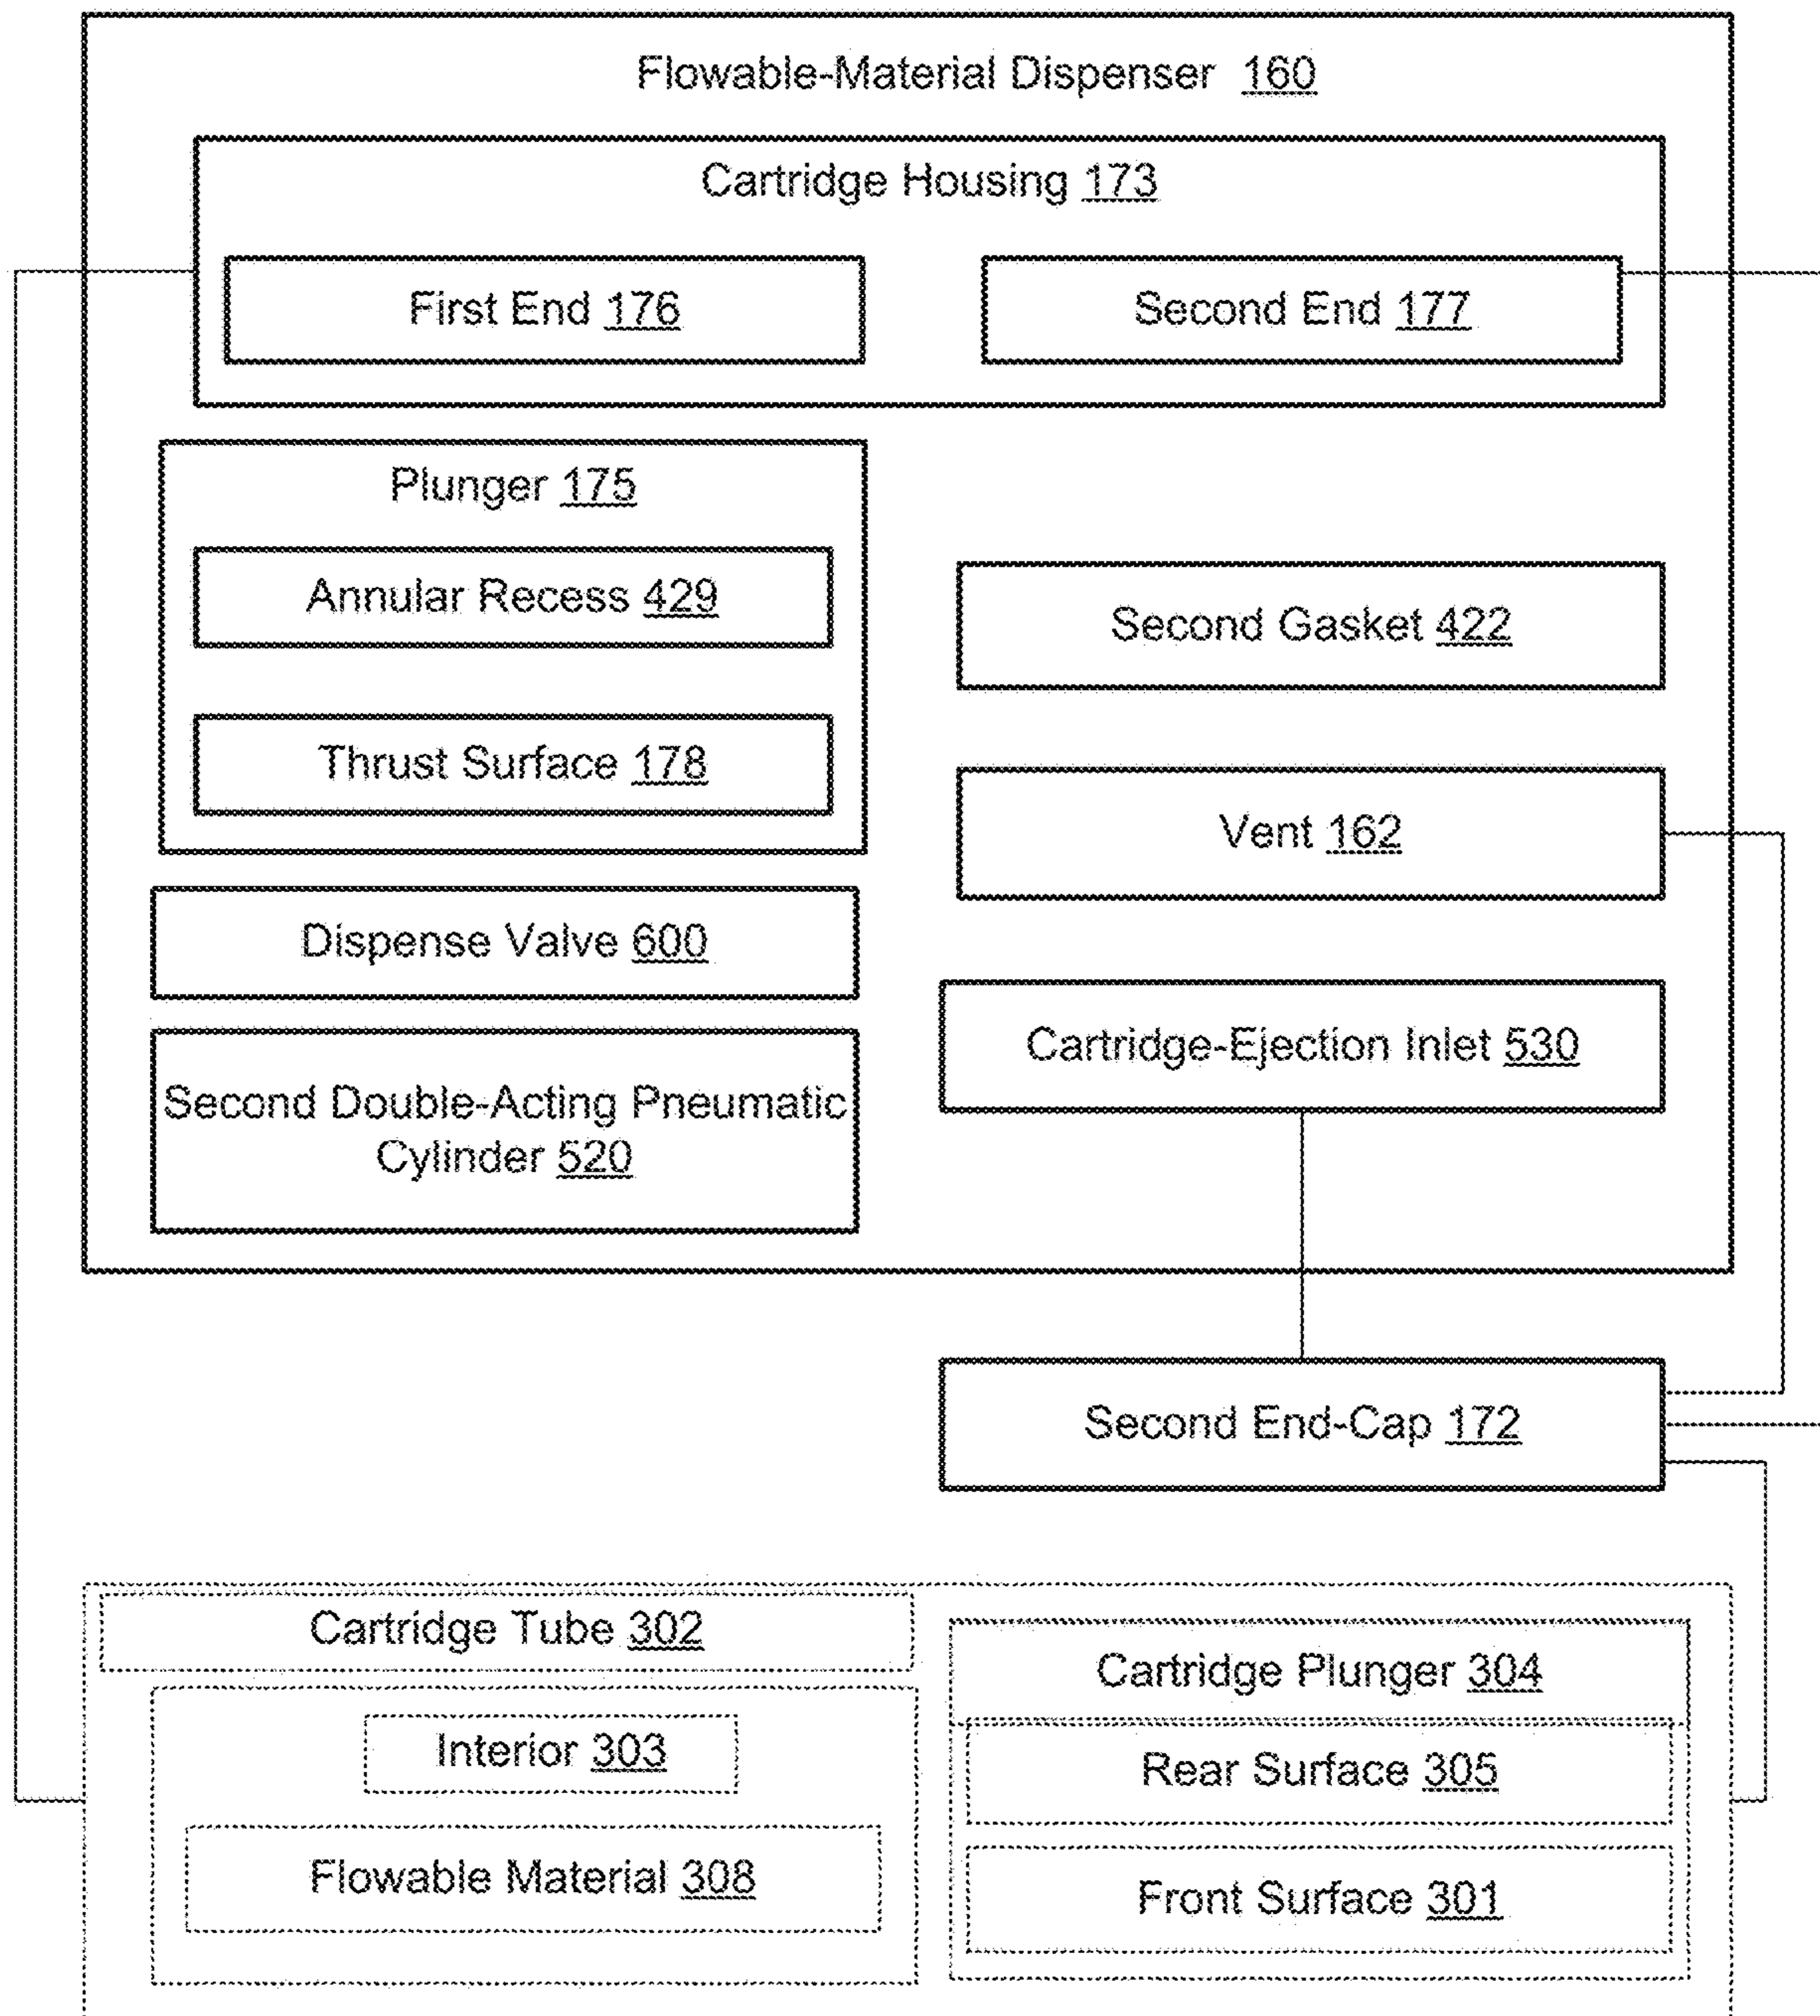 Flowable-Material Dispenser 160
Cartridge Housing 173
First End 176
Second End 177
Plunger 175
Annular Recess 429
Thrust Surface 178
Second Gasket 422
Vent 162
Dispense Valve 600
Cartridge-Ejection Inlet 530
Second Double-Acting Pneumatic
Cylinder 520
Second End-Cap 172
Cartridge Tube 302
Interior 303
Flowable Material 308
Cartridge Plunger 304
Rear Surface 305
Front Surface 301